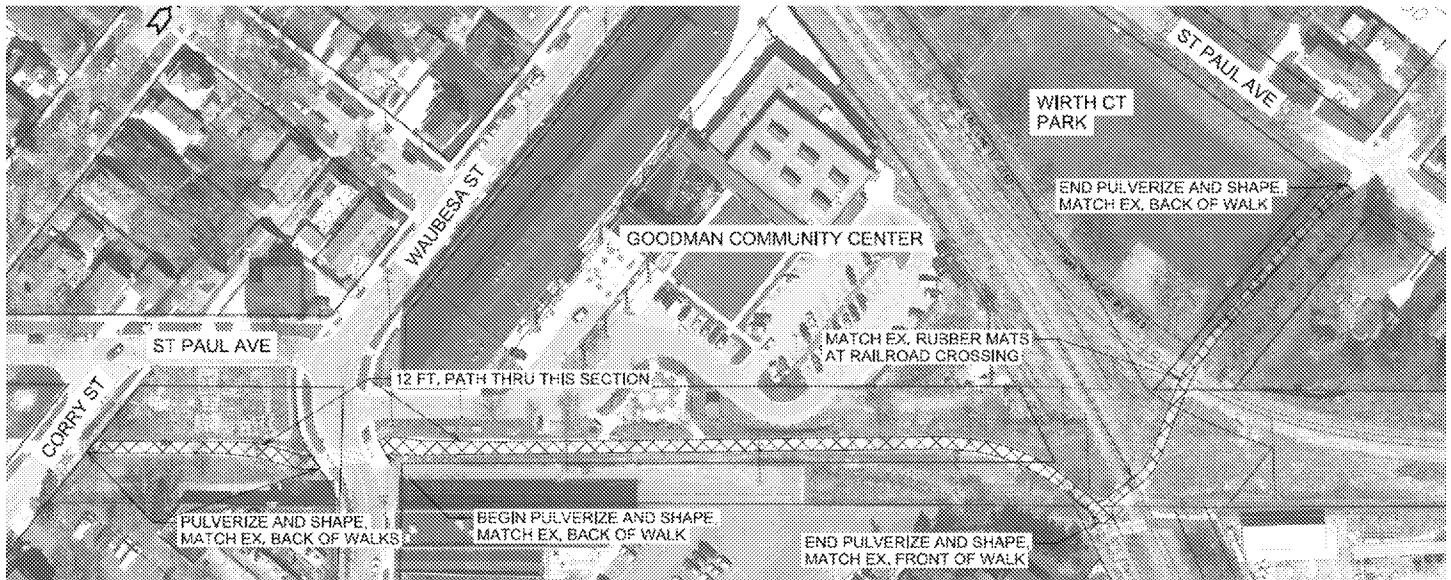 ST PAUL AVE
WIRTH CT
PARK
END PULVERIZE AND SHAPE,
MATCH EX, BACK OF WALK
WAUBESA ST
GOODMAN COMMUNITY CENTER
ST PAUL AVE
MATCH EX, RUBBER MATS
AT RAILROAD CROSSING
12 FT. PATH THRU THIS SECTION
CORRY ST
PULVERIZE AND SHAPE,
MATCH EX, BACK OF WALKS
BEGIN PULVERIZE AND SHAPE,
MATCH EX, BACK OF WALK
END PULVERIZE AND SHAPE,
MATCH EX, FRONT OF WALK